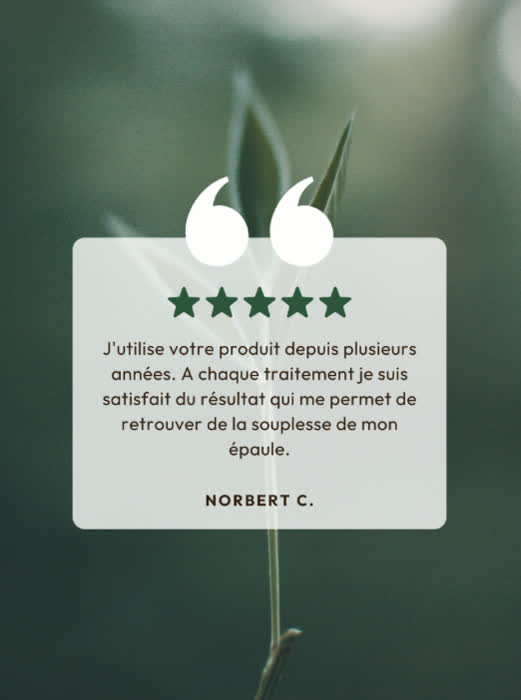 J'utilise votre produit depuis plusieurs
années. A chaque traitement je suis
satisfait du résultat qui me permet de
retrouver de la souplesse de mon
épaule.
NORBERT C.